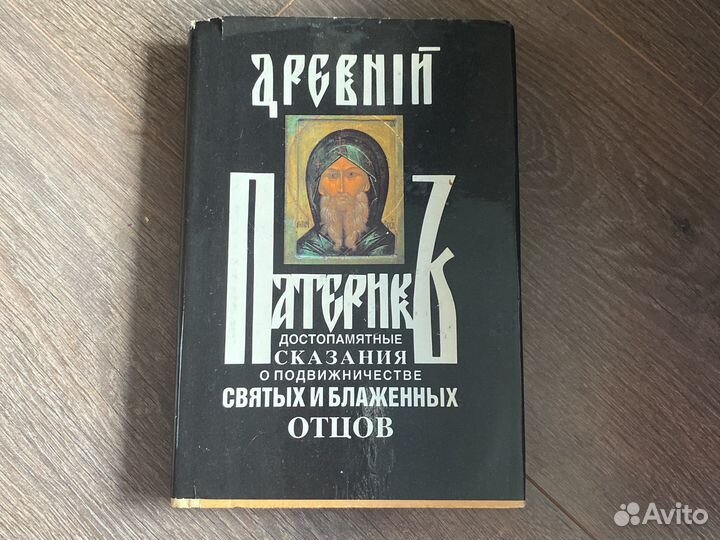 ДРЕВНІЙ
ПАТЕРИКЪ
ДОСТОПАМЯТНЫЕ
СКАЗАНИЯ
О ПОДВИЖНИЧЕСТВЕ
СВЯТЫХ И БЛАЖЕННЫХ
ОТЦОВ
Avito